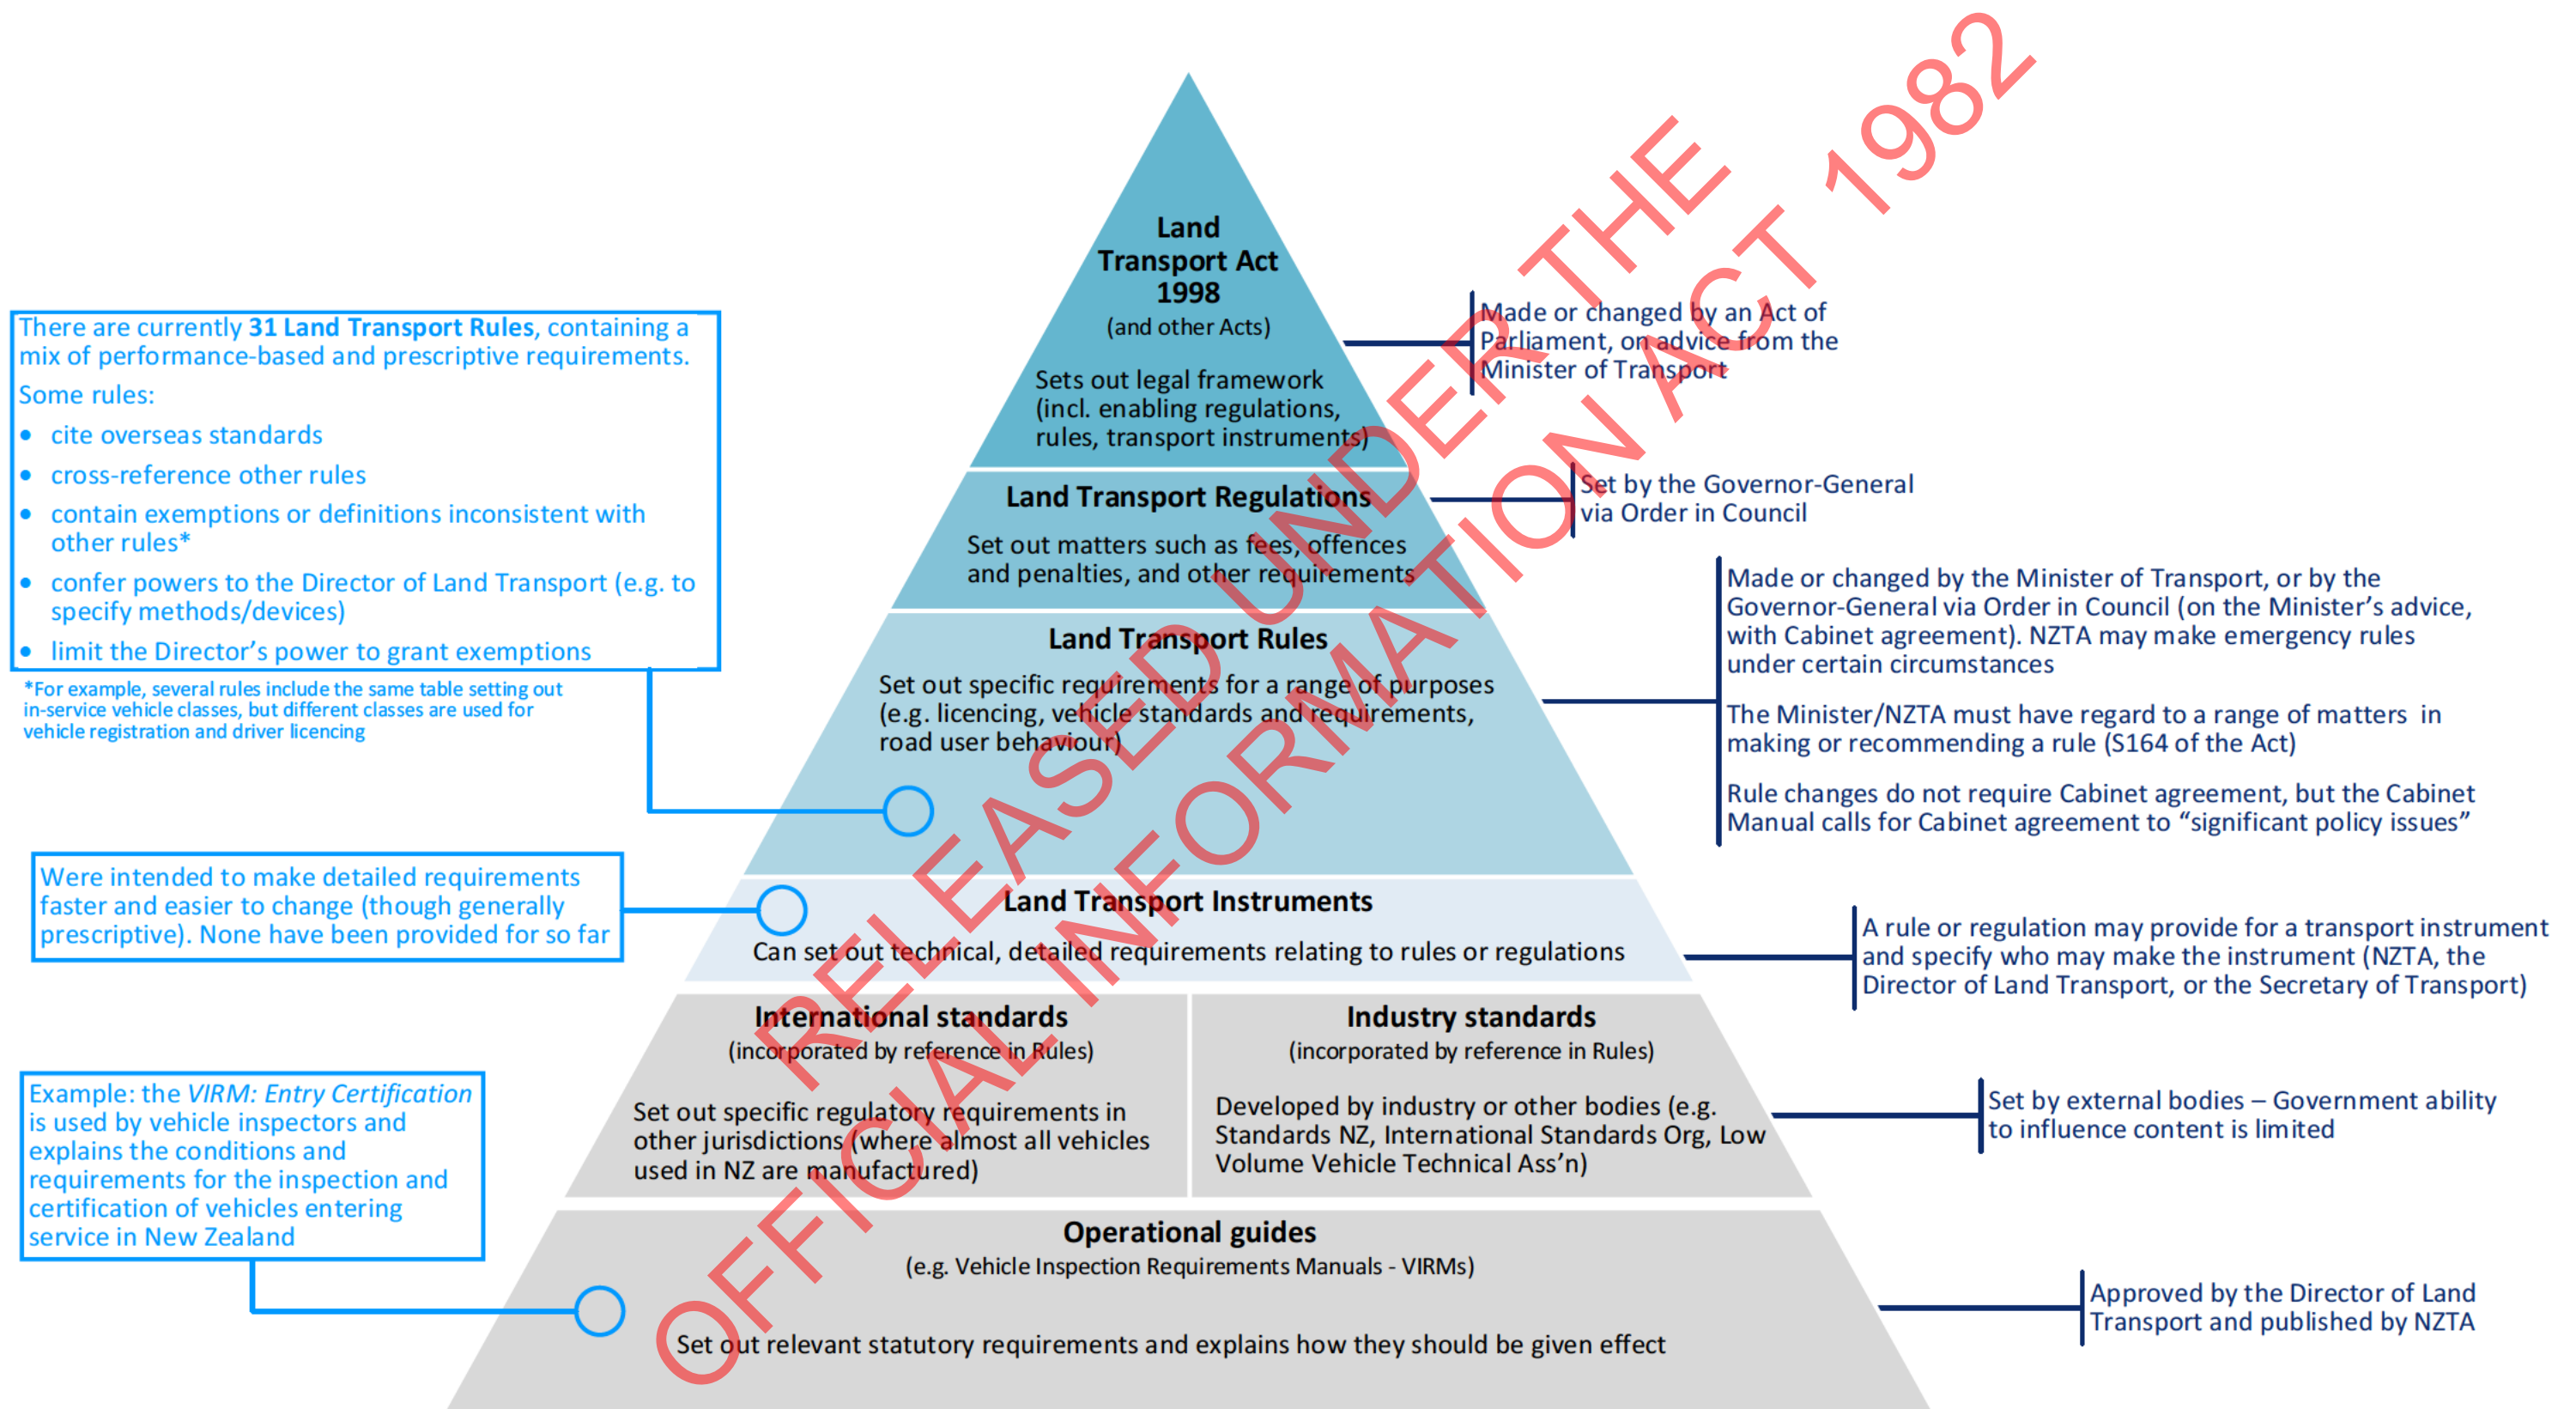 Land
Transport Act
1998
(and other Acts)
Sets out legal framework
(incl. enabling regulations,
rules, transport instruments)
Made or changed by an Act of
Parliament, on advice from the
Minister of Transport
Land Transport Regulations
Set out matters such as fees, offences
and penalties, and other requirements
Set by the Governor-General
via Order in Council
There are currently 31 Land Transport Rules, containing a
mix of performance-based and prescriptive requirements.
Some rules:
• cite overseas standards
• cross-reference other rules
• contain exemptions or definitions inconsistent with
other rules*
• confer powers to the Director of Land Transport (e.g. to
specify methods/devices)
• limit the Director's power to grant exemptions
*For example, several rules include the same table setting out
in-service vehicle classes, but different classes are used for
vehicle registration and driver licencing
Land Transport Rules
Set out specific requirements for a range of purposes
(e.g. licencing, vehicle standards and requirements,
road user behaviour)
Made or changed by the Minister of Transport, or by the
Governor-General via Order in Council (on the Minister's advice,
with Cabinet agreement). NZTA may make emergency rules
under certain circumstances
The Minister/NZTA must have regard to a range of matters in
making or recommending a rule (S164 of the Act)
Rule changes do not require Cabinet agreement, but the Cabinet
Manual calls for Cabinet agreement to "significant policy issues"
Were intended to make detailed requirements
faster and easier to change (though generally
prescriptive). None have been provided for so far
Land Transport Instruments
Can set out technical, detailed requirements relating to rules or regulations
A rule or regulation may provide for a transport instrument
and specify who may make the instrument (NZTA, the
Director of Land Transport, or the Secretary of Transport)
International standards
(incorporated by reference in Rules)
Set out specific regulatory requirements in
other jurisdictions (where almost all vehicles
used in NZ are manufactured)
Industry standards
(incorporated by reference in Rules)
Developed by industry or other bodies (e.g.
Standards NZ, International Standards Org, Low
Volume Vehicle Technical Ass'n)
Set by external bodies – Government ability
to influence content is limited
Example: the VIRM: Entry Certification
is used by vehicle inspectors and
explains the conditions and
requirements for the inspection and
certification of vehicles entering
service in New Zealand
Operational guides
(e.g. Vehicle Inspection Requirements Manuals - VIRMs)
Set out relevant statutory requirements and explains how they should be given effect
Approved by the Director of Land
Transport and published by NZTA
RELEASED UNDER THE
OFFICIAL INFORMATION ACT 1982